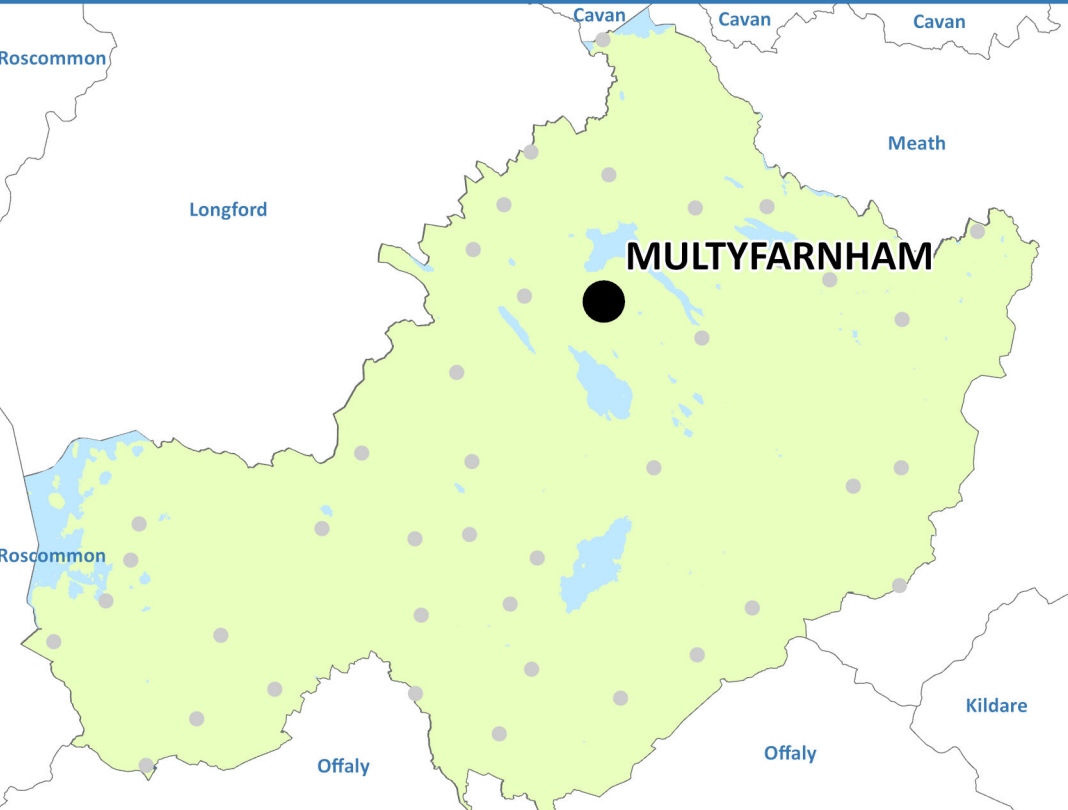 Cavan
Cavan
Cavan
Roscommon
Meath
Longford
MULTYFARNHAM
Roscommon
Kildare
Offaly
Offaly